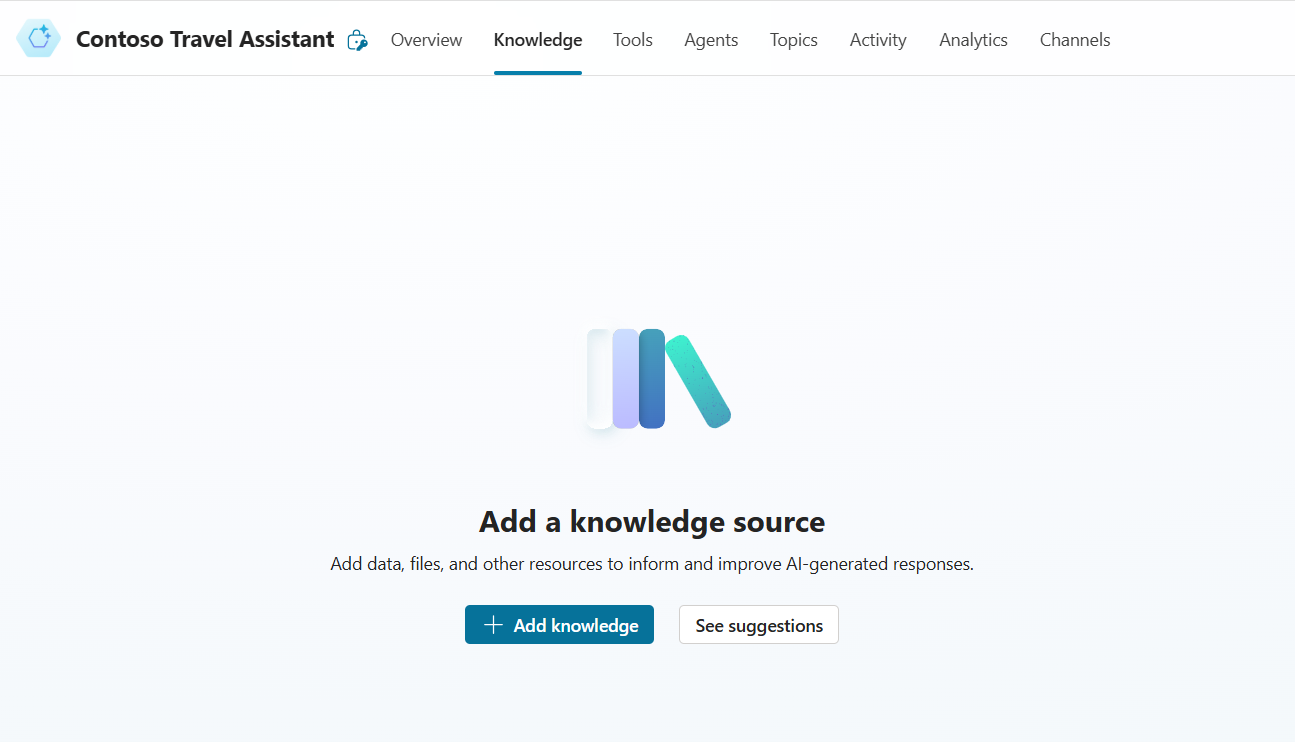 Contoso Travel Assistant Overview Knowledge Tools Agents Topics Activity Analytics Channels
Add a knowledge source
Add data, files, and other resources to inform and improve AI-generated responses.
Add knowledge See suggestions